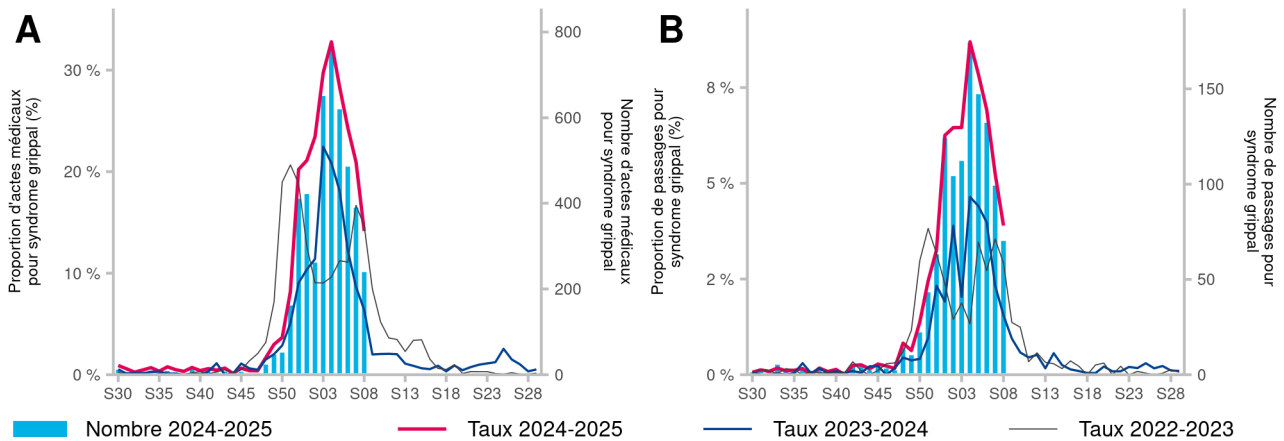 A
Proportion d'actes médicaux
pour syndrome grippal (%)
30 %
20 %
10 %
0 %
800
600
400
200
0
Nombre d'actes médicaux
pour syndrome grippal
S30 S35 S40 S45 S50 S03 S08 S13 S18 S23 S28
B
Proportion de passages pour
syndrome grippal (%)
8 %
5 %
2 %
0 %
150
100
50
0
Nombre de passages pour
syndrome grippal
S30 S35 S40 S45 S50 S03 S08 S13 S18 S23 S28
Nombre 2024-2025 Taux 2024-2025 Taux 2023-2024 Taux 2022-2023